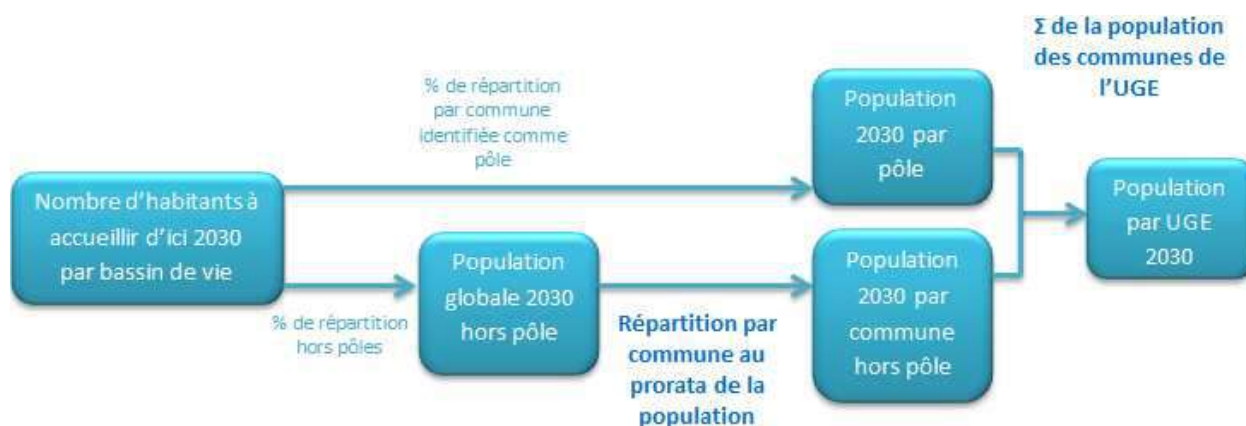 Σ de la population
des communes de
l'UGE
% de répartition
par commune
identifiée comme
pôle
Population
2030 par
pôle
Nombre d'habitants à
accueillir d'ici 2030
par bassin de vie
Population
par UGE
2030
Population
globale 2030
hors pôle
Population
2030 par
commune
hors pôle
% de répartition
hors pôles
Répartition par
commune au
prorata de la
population